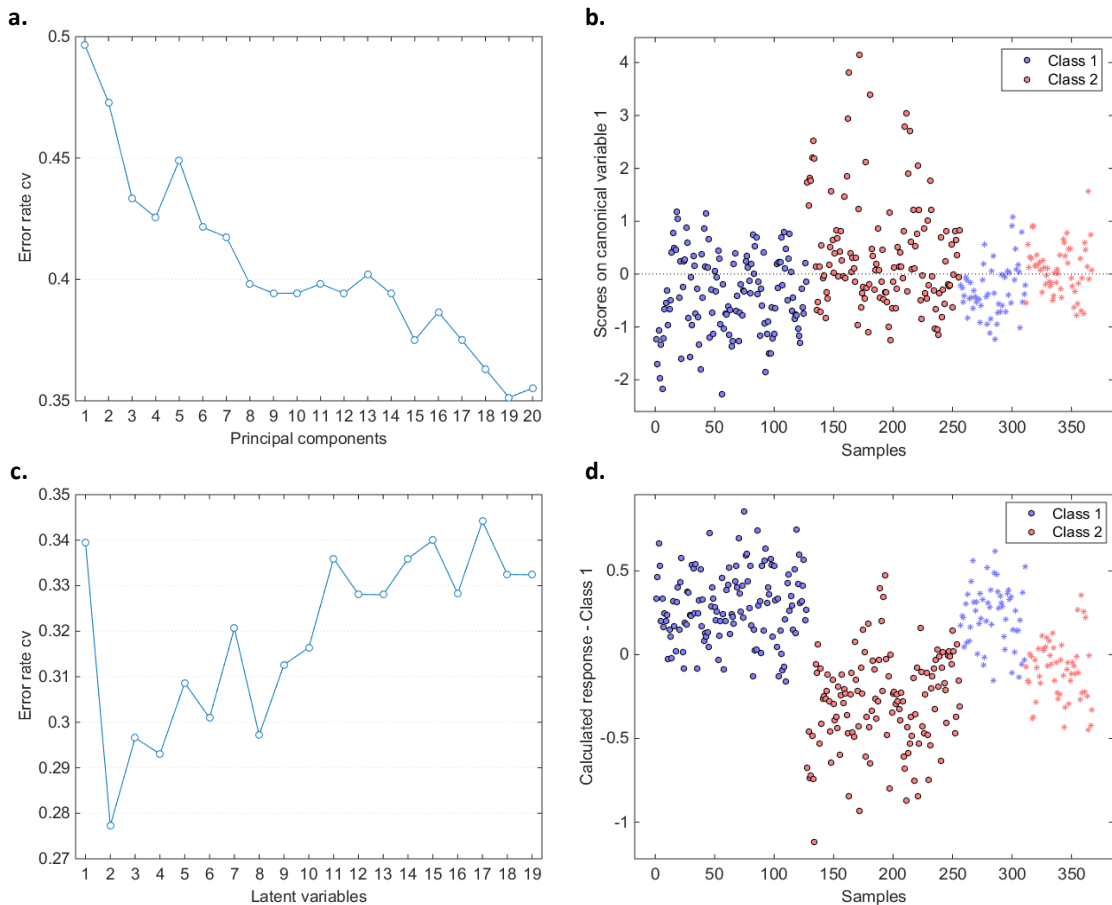 a.
0.5
0.45
0.4
0.35
Error rate cv
1 2 3 4 5 6 7 8 9 10 11 12 13 14 15 16 17 18 19 20
Principal components
b.
4
3
2
1
0
-1
-2
Scores on canonical variable 1
Class 1
Class 2
0 50 100 150 200 250 300 350
Samples
c.
0.35
0.34
0.33
0.32
0.31
0.3
0.29
0.28
0.27
Error rate cv
1 2 3 4 5 6 7 8 9 10 11 12 13 14 15 16 17 18 19
Latent variables
d.
0.5
0
-0.5
-1
Calculated response - Class 1
Class 1
Class 2
0 50 100 150 200 250 300 350
Samples